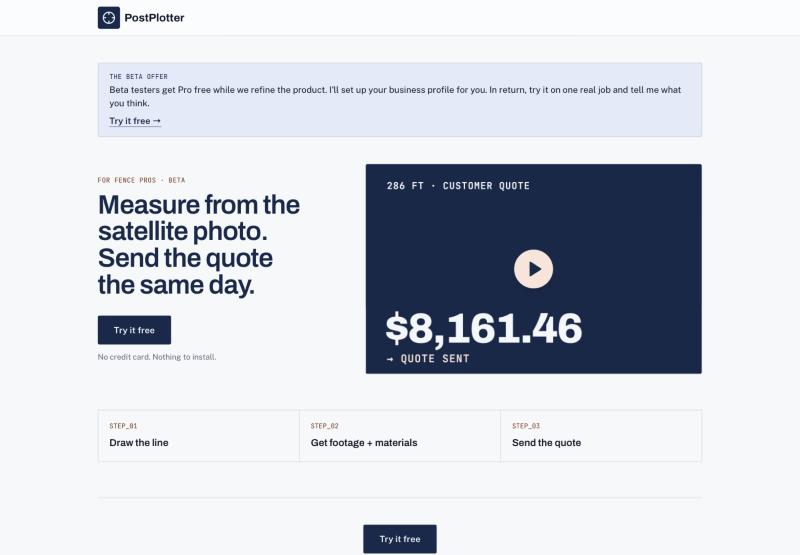 PostPlotter
THE BETA OFFER
Beta testers get Pro free while we refine the product. I'll set up your business profile for you. In return, try it on one real job and tell me what
you think.
Try it free →
FOR FENCE PROS · BETA
Measure from the
satellite photo.
Send the quote
the same day.
Try it free
No credit card. Nothing to install.
286 FT · CUSTOMER QUOTE
$8,161.46
→ QUOTE SENT
STEP_01
Draw the line
STEP_02
Get footage + materials
STEP_03
Send the quote
Try it free